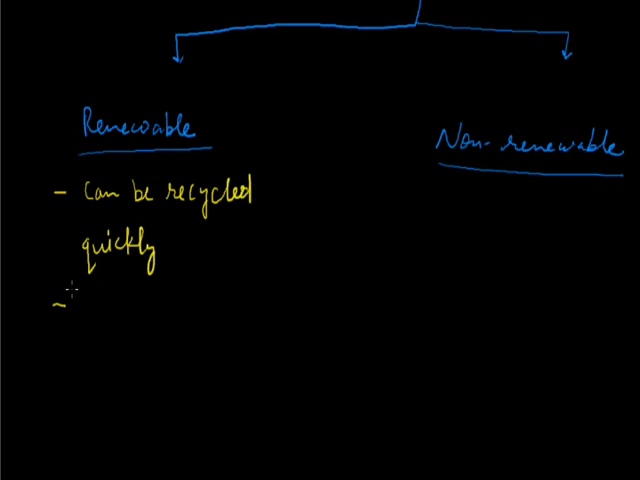 Renewable
Non-renewable
- Can be recycled
quickly
-